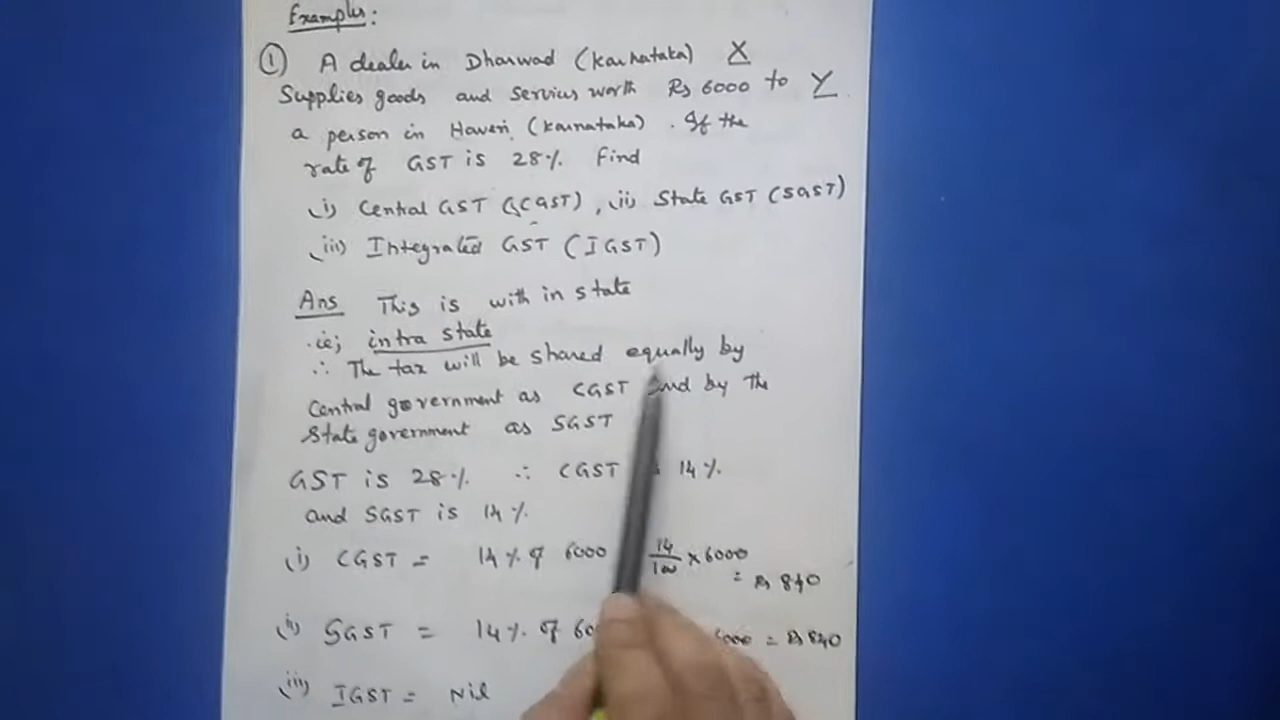 Examples:
① A dealer in Dharwad (Karnataka) X
Supplies goods and services worth Rs 6000 to Y
a person in Haveri (Karnataka). If the
rate of GST is 28% Find
(i) Central GST (CGST), (ii) State GST (SGST)
(iii) Integrated GST (IGST)
Ans This is with in state
ie; intra state
∴ The tax will be shared equally by
Central government as CGST and by the
State government as SGST
GST is 28% ∴ CGST 14%
and SGST is 14%
(i) CGST = 14% of 6000 14/100 × 6000
= Rs 840
(ii) SGST = 14% of 6000 = Rs 840
(iii) IGST = Nil